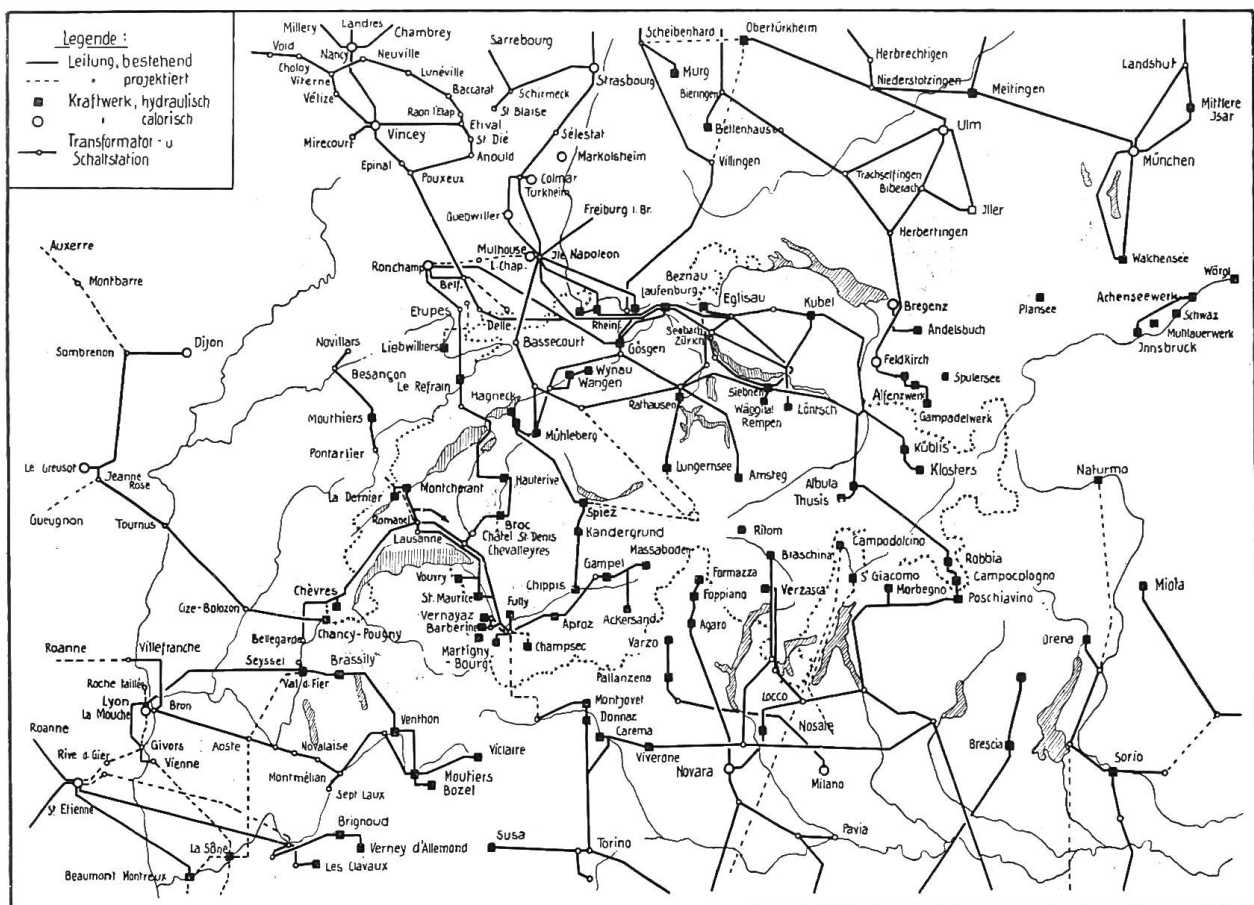 Legende :
Leitung, bestehend
" projektiert
Kraftwerk, hydraulisch
" calorisch
Transformator - u
Schaltstation
Millery
Landres
Chambrey
Void
Nancy
Neuville
Choloy
Viterne
Lunéville
Vélize
Baccarat
Raon l'Etap
Mirecourt
Vincey
Etival
St Dié
Epinal
Anould
Pouxeux
Sarrebourg
Strasbourg
Schirmeck
St Blaise
Sélestat
Markolsheim
Colmar
Turkheim
Guebwiller
Freiburg i. Br.
Mulhouse
L. Chap.
Jle Napoleon
Scheibenhard
Obertürkheim
Murg
Bieringen
Bettenhaus
Villingen
Herbrechtigen
Niederstotzingen
Meitingen
Ulm
Trachselfingen
Biberach
Jller
Herbertingen
Landshut
Mittlere
Jsar
München
Walchensee
Wörgl
Achenseewerk
Schwaz
Mühlauerwerk
Innsbruck
Plansee
Auxerre
Montbarre
Sombrenon
Dijon
Ronchamp
Belf.
Etupes
Delle
Liebwilliers
Novillars
Besançon
Le Refrain
Mouthiers
Pontarlier
Bassecourt
Beznau
Laufenburg
Rheinf.
Eglisau
Kubel
Seebach
Zürich
Gösgen
Wynau
Wangen
Hagneck
Mühleberg
Rathausen
Siebnen
Wäggital
Rempen
Löntsch
Lungernsee
Amsteg
Bregenz
Andelsbuch
Feldkirch
Spulersee
Alfenzwerk
Gampadelwerk
Küblis
Klosters
Albula
Thusis
Naturmo
Le Creusot
Jeanne
Rose
Gueugnon
Tournus
La Dernier
Montcherant
Hauterive
Romanel
Lausanne
Broc
Châtel St. Denis
Chevalleyres
Spiez
Kandergrund
Gampel
Massaboden
Chippis
Ackersand
Vouvry
St. Maurice
Fully
Vernayaz
Barberine
Aproz
Martigny
- Bourg
Champsec
Ritom
Biaschina
Campodolcino
Formazza
Verzasca
Foppiano
St Giacomo
Morbegno
Robbia
Campocologno
Poschiavino
Agaro
Varzo
Pallanzena
Miola
Drena
Cize-Bolozon
Chèvres
Chancy-Pougny
Bellegarde
Roanne
Villefranche
Seyssel
Brassily
Val d. Fier
Roche taillée
Lyon
La Mouche
Bron
Venthon
Roanne
Givors
Aoste
Novalaise
Viclaire
Rive d. Gier
Vienne
Montmélian
Moutiers
Bozel
Sept Laux
St Etienne
Brignoud
La Sône
Verney d'Allemond
Les Clavaux
Beaumont Montreux
Montjovet
Donnaz
Carema
Viverone
Locco
Nosate
Novara
Milano
Brescia
Sorio
Susa
Torino
Pavia